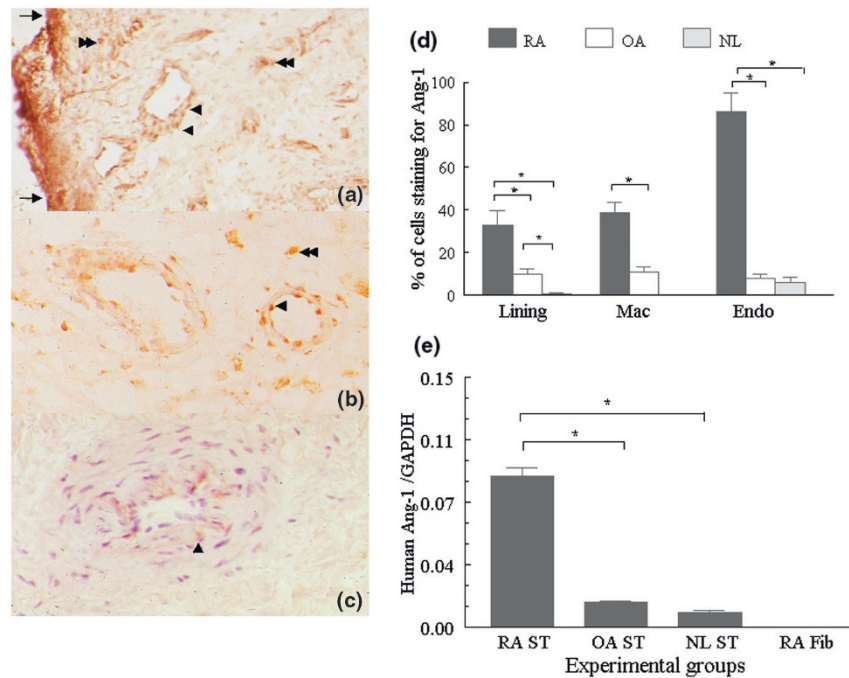 (a)
(b)
(c)
(d)
RA OA NL
% of cells staining for Ang-1
100
80
60
40
20
0
* * * * * *
Lining Mac Endo
(e)
Human Ang-1 /GAPDH
0.15
0.11
0.07
0.04
0.00
* *
RA ST OA ST NL ST RA Fib
Experimental groups